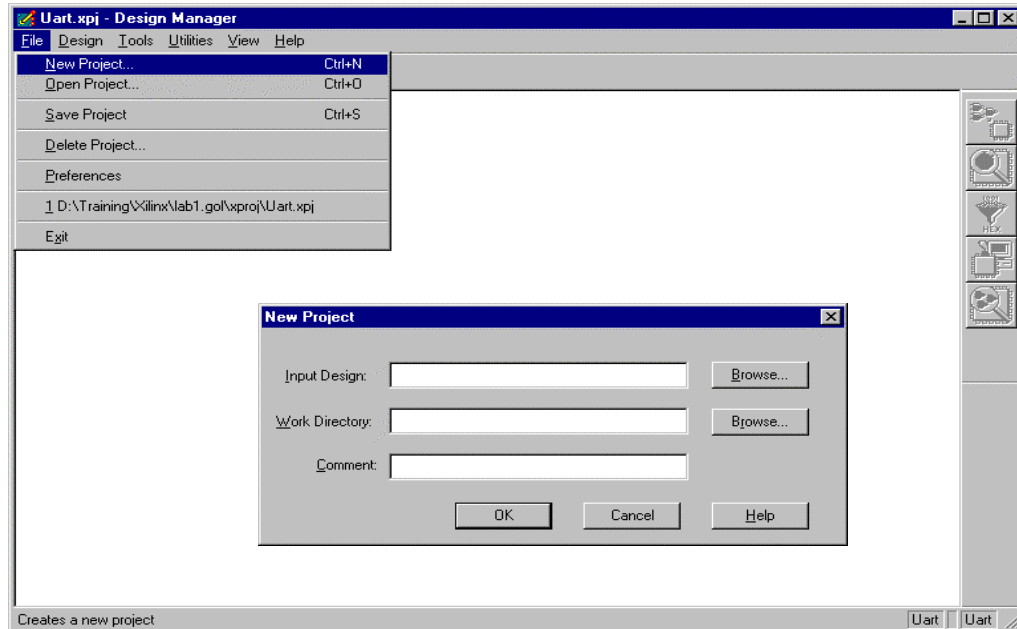 Uart.xpj - Design Manager
File Design Tools Utilities View Help
New Project... Ctrl+N
Open Project... Ctrl+O
Save Project Ctrl+S
Delete Project...
Preferences
1 D:\Training\Xilinx\lab1.gol\xproj\Uart.xpj
Exit
HEX
New Project
Input Design: Browse...
Work Directory: Browse...
Comment:
OK Cancel Help
Creates a new project Uart Uart